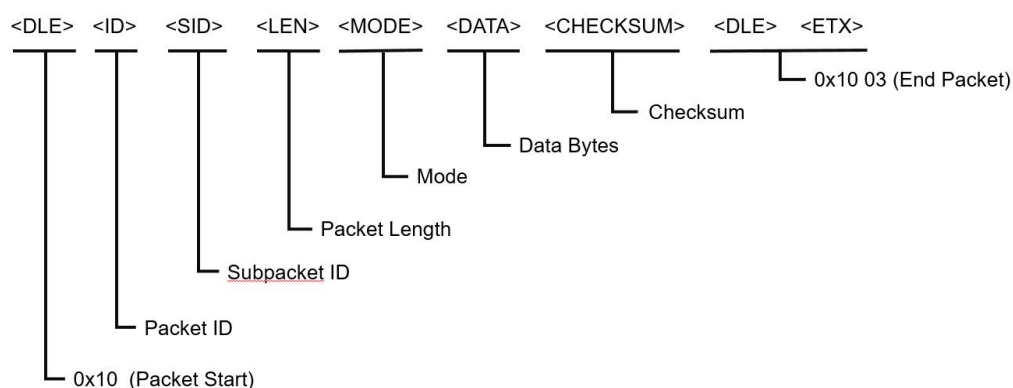 <DLE> <ID> <SID> <LEN> <MODE> <DATA> <CHECKSUM> <DLE> <ETX>
0x10 03 (End Packet)
Checksum
Data Bytes
Mode
Packet Length
Subpacket ID
Packet ID
0x10 (Packet Start)